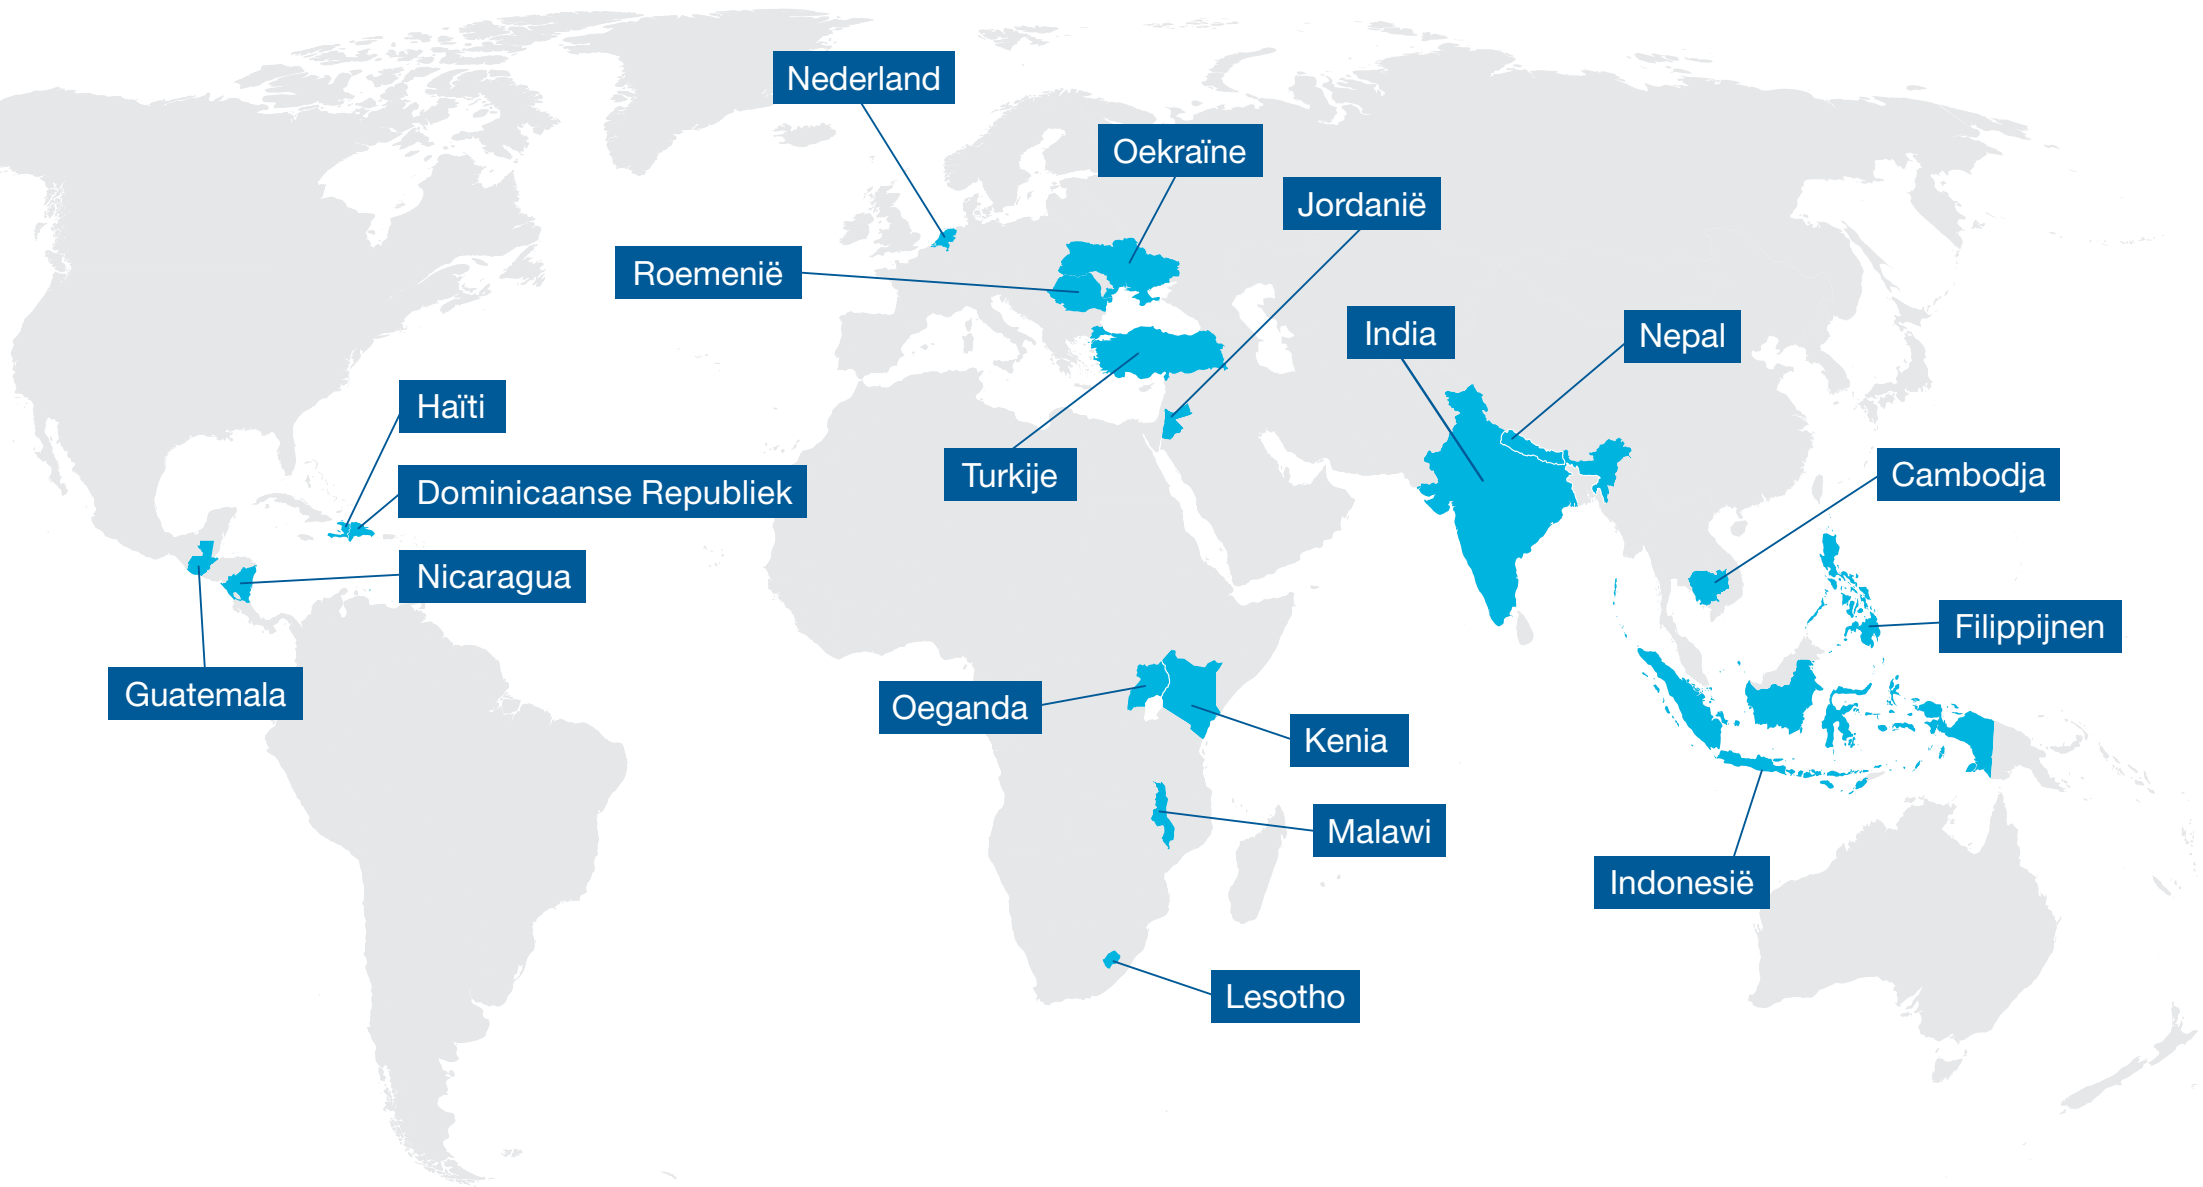 Nederland
Oekraïne
Jordanië
Roemenië
India
Nepal
Haïti
Turkije
Cambodja
Dominicaanse Republiek
Nicaragua
Filippijnen
Guatemala
Oeganda
Kenia
Malawi
Indonesië
Lesotho